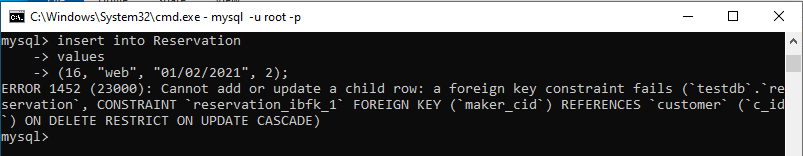 C:\Windows\System32\cmd.exe - mysql -u root -p
mysql> insert into Reservation
    -> values
    -> (16, "web", "01/02/2021", 2);
ERROR 1452 (23000): Cannot add or update a child row: a foreign key constraint fails (`testdb`.`re
servation`, CONSTRAINT `reservation_ibfk_1` FOREIGN KEY (`maker_cid`) REFERENCES `customer` (`c_id
`) ON DELETE RESTRICT ON UPDATE CASCADE)
mysql>